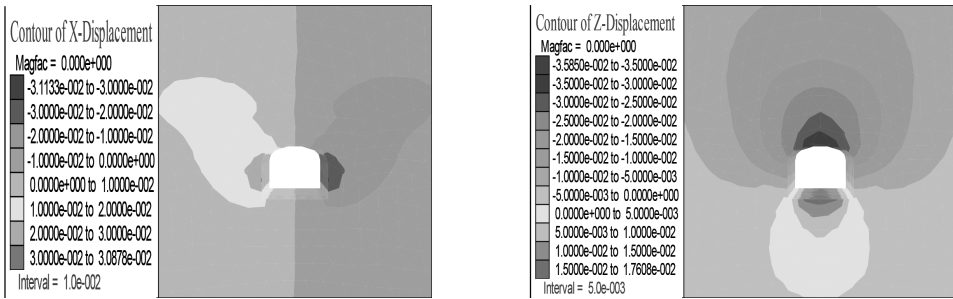 Contour of X-Displacement
Magfac = 0.000e+000
-3.1133e-002 to -3.0000e-002
-3.0000e-002 to -2.0000e-002
-2.0000e-002 to -1.0000e-002
-1.0000e-002 to 0.0000e+000
0.0000e+000 to 1.0000e-002
1.0000e-002 to 2.0000e-002
2.0000e-002 to 3.0000e-002
3.0000e-002 to 3.0878e-002
Interval = 1.0e-002
Contour of Z-Displacement
Magfac = 0.000e+000
-3.5850e-002 to -3.5000e-002
-3.5000e-002 to -3.0000e-002
-3.0000e-002 to -2.5000e-002
-2.5000e-002 to -2.0000e-002
-2.0000e-002 to -1.5000e-002
-1.5000e-002 to -1.0000e-002
-1.0000e-002 to -5.0000e-003
-5.0000e-003 to 0.0000e+000
0.0000e+000 to 5.0000e-003
5.0000e-003 to 1.0000e-002
1.0000e-002 to 1.5000e-002
1.5000e-002 to 1.7608e-002
Interval = 5.0e-003